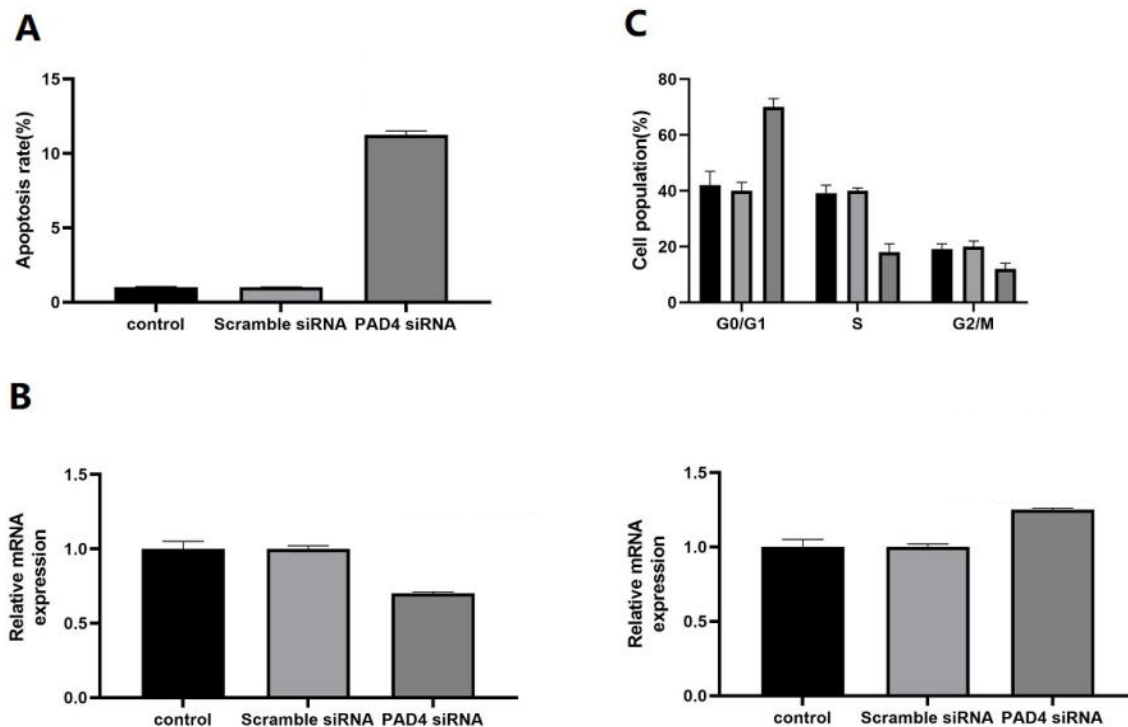 A
Apoptosis rate(%)
15
10
5
0
control Scramble siRNA PAD4 siRNA
C
Cell population(%)
80
60
40
20
0
G0/G1 S G2/M
B
Relative mRNA
expression
1.5
1.0
0.5
0.0
control Scramble siRNA PAD4 siRNA
Relative mRNA
expression
1.5
1.0
0.5
0.0
control Scramble siRNA PAD4 siRNA